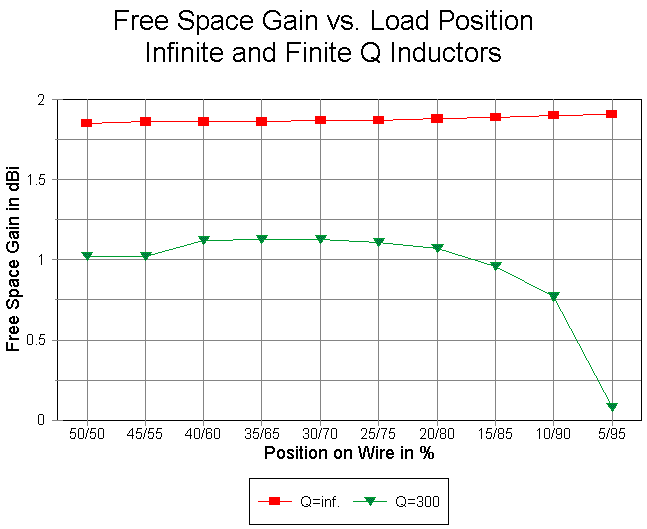 Free Space Gain vs. Load Position
Infinite and Finite Q Inductors
Free Space Gain in dBi
2
1.5
1
0.5
0
50/50 45/55 40/60 35/65 30/70 25/75 20/80 15/85 10/90 5/95
Position on Wire in %
Q=inf. Q=300